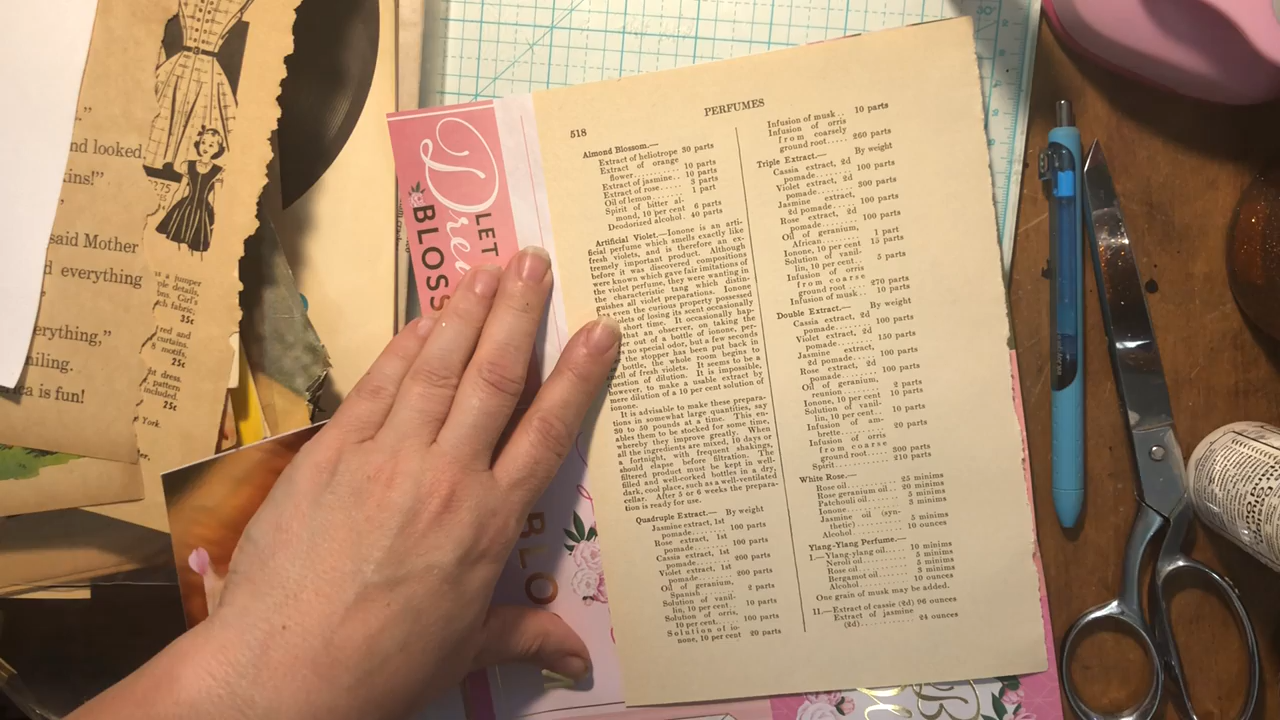 ."
nd looked,
kins!"
"
said Mother
d everything
erything,"
niling.
ca is fun!
$275
s a jumper
ple details,
ns. Girl's
ch fabric,
35c
red and
curtains.
8 motifs,
25c
ht dress.
pattern
included.
25c
York.
er,
LET
BLOSS
BLO
518
PERFUMES
Almond Blossom.—
Extract of heliotrope 30 parts
Extract of orange
flower........... 10 parts
Extract of jasmine.. 10 parts
Extract of rose..... 3 parts
Oil of lemon....... 1 part
Spirit of bitter al-
mond, 10 per cent 6 parts
Deodorized alcohol. 40 parts
Artificial Violet.—Ionone is an arti-
ficial perfume which smells exactly like
fresh violets, and is therefore an ex-
tremely important product. Although
before it was discovered compositions
were known which gave fair imitations of
the violet perfume, they were wanting in
the characteristic tang which distin-
guishes all violet preparations. Ionone
has even the curious property possessed
violets of losing its scent occasionally
short time. It occasionally hap-
that an observer, on taking the
per out of a bottle of ionone, per-
s no special odor, but a few seconds
the stopper has been put back in
bottle, the whole room begins to
smell of fresh violets. It seems to be a
question of dilution. It is impossible,
however, to make a usable extract by
mere dilution of a 10 per cent solution of
ionone.
It is advisable to make these prepara-
tions in somewhat large quantities, say
30 to 50 pounds at a time. This en-
ables them to be stocked for some time,
whereby they improve greatly. When
all the ingredients are mixed, 10 days or
a fortnight, with frequent shakings,
should elapse before filtration. The
filtered product must be kept in well-
filled and well-corked bottles in a dry,
dark, cool place, such as a well-ventilated
cellar. After 5 or 6 weeks the prepara-
tion is ready for use.
Quadruple Extract.— By weight
Jasmine extract, 1st
pomade......... 100 parts
Rose extract, 1st
pomade......... 100 parts
Cassia extract, 1st
pomade......... 200 parts
Violet extract, 1st
pomade......... 200 parts
Oil of geranium,
Spanish......... 2 parts
Solution of vanil-
lin, 10 per cent.. 10 parts
Solution of orris,
10 per cent...... 100 parts
Solution of io-
none, 10 per cent 20 parts
Infusion of musk.. 10 parts
Infusion of orris
from coarsely
ground root..... 260 parts
Triple Extract.— By weight
Cassia extract, 2d
pomade......... 100 parts
Violet extract, 2d
pomade......... 300 parts
Jasmine extract,
2d pomade..... 100 parts
Rose extract, 2d
pomade......... 100 parts
Oil of geranium,
African......... 1 part
Ionone, 10 per cent 15 parts
Solution of vanil-
lin, 10 per cent.. 5 parts
Infusion of orris
from coarse
ground root.... 270 parts
Infusion of musk.. 10 parts
Double Extract.— By weight
Cassia extract, 2d
pomade......... 100 parts
Violet extract, 2d
pomade......... 150 parts
Jasmine extract,
2d pomade..... 100 parts
Rose extract, 2d
pomade......... 100 parts
Oil of geranium,
reunion......... 2 parts
Ionone, 10 per cent 10 parts
Solution of vanil-
lin, 10 per cent.. 10 parts
Infusion of am-
brette........... 20 parts
Infusion of orris
from coarse
ground root..... 300 parts
Spirit............ 210 parts
White Rose.—
Rose oil.......... 25 minims
Rose geranium oil.. 20 minims
Patchouli oil....... 5 minims
Ionone............ 3 minims
Jasmine oil (syn-
thetic).......... 5 minims
Alcohol........... 10 ounces
Ylang-Ylang Perfume.—
I.—Ylang-ylang oil... 10 minims
Neroli oil......... 5 minims
Rose oil........... 5 minims
Bergamot oil...... 3 minims
Alcohol........... 10 ounces
One grain of musk may be added.
II.—Extract of cassie (2d) 96 ounces
Extract of jasmine
(2d)............ 24 ounces